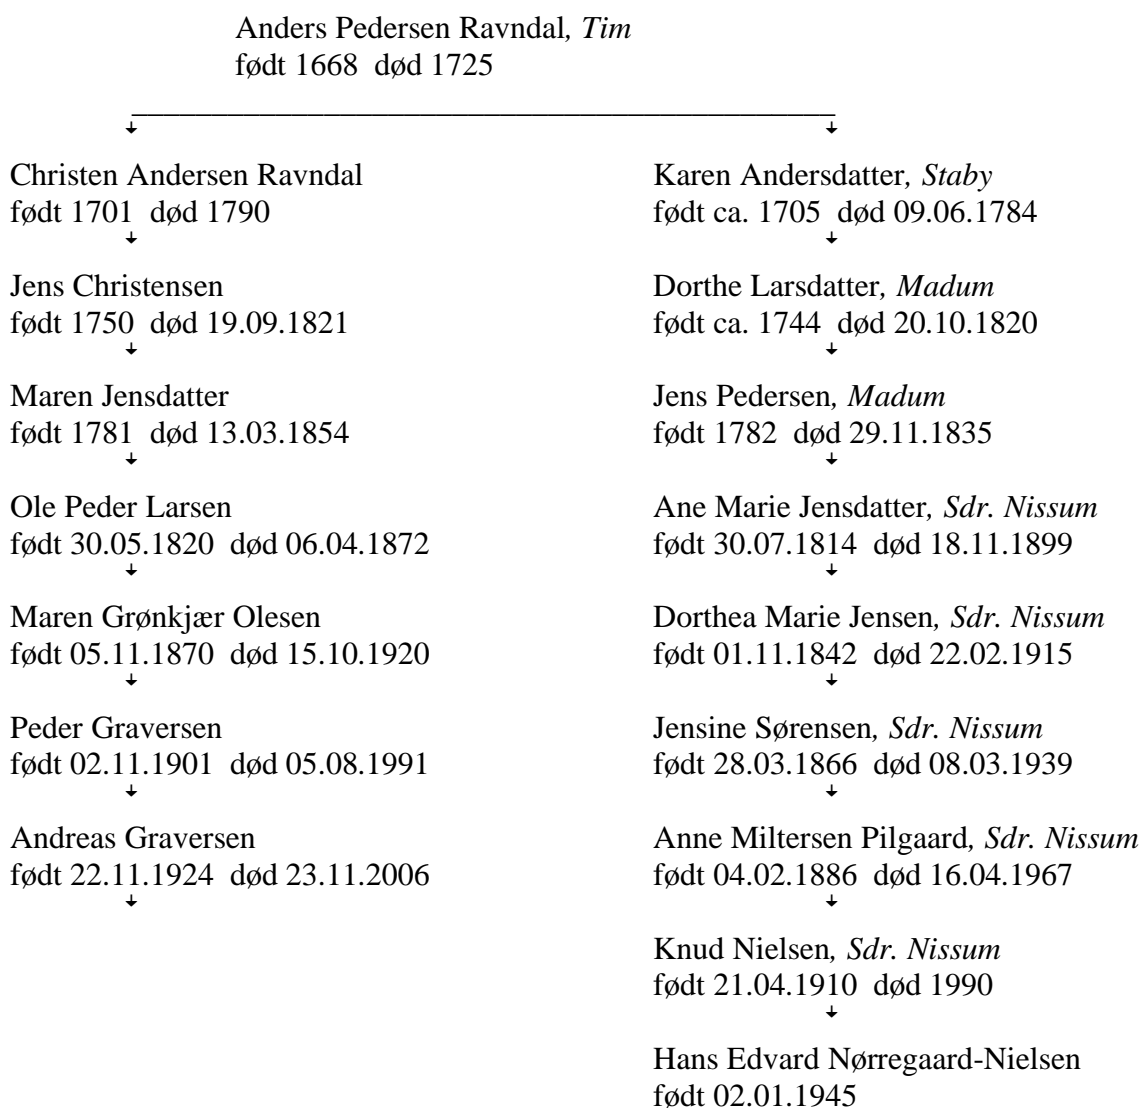 Anders Pedersen Ravndal, Tim
født 1668 død 1725
Christen Andersen Ravndal
født 1701 død 1790
Jens Christensen
født 1750 død 19.09.1821
Maren Jensdatter
født 1781 død 13.03.1854
Ole Peder Larsen
født 30.05.1820 død 06.04.1872
Maren Grønkjær Olesen
født 05.11.1870 død 15.10.1920
Peder Graversen
født 02.11.1901 død 05.08.1991
Andreas Graversen
født 22.11.1924 død 23.11.2006
Karen Andersdatter, Staby
født ca. 1705 død 09.06.1784
Dorthe Larsdatter, Madum
født ca. 1744 død 20.10.1820
Jens Pedersen, Madum
født 1782 død 29.11.1835
Ane Marie Jensdatter, Sdr. Nissum
født 30.07.1814 død 18.11.1899
Dorthea Marie Jensen, Sdr. Nissum
født 01.11.1842 død 22.02.1915
Jensine Sørensen, Sdr. Nissum
født 28.03.1866 død 08.03.1939
Anne Miltersen Pilgaard, Sdr. Nissum
født 04.02.1886 død 16.04.1967
Knud Nielsen, Sdr. Nissum
født 21.04.1910 død 1990
Hans Edvard Nørregaard-Nielsen
født 02.01.1945